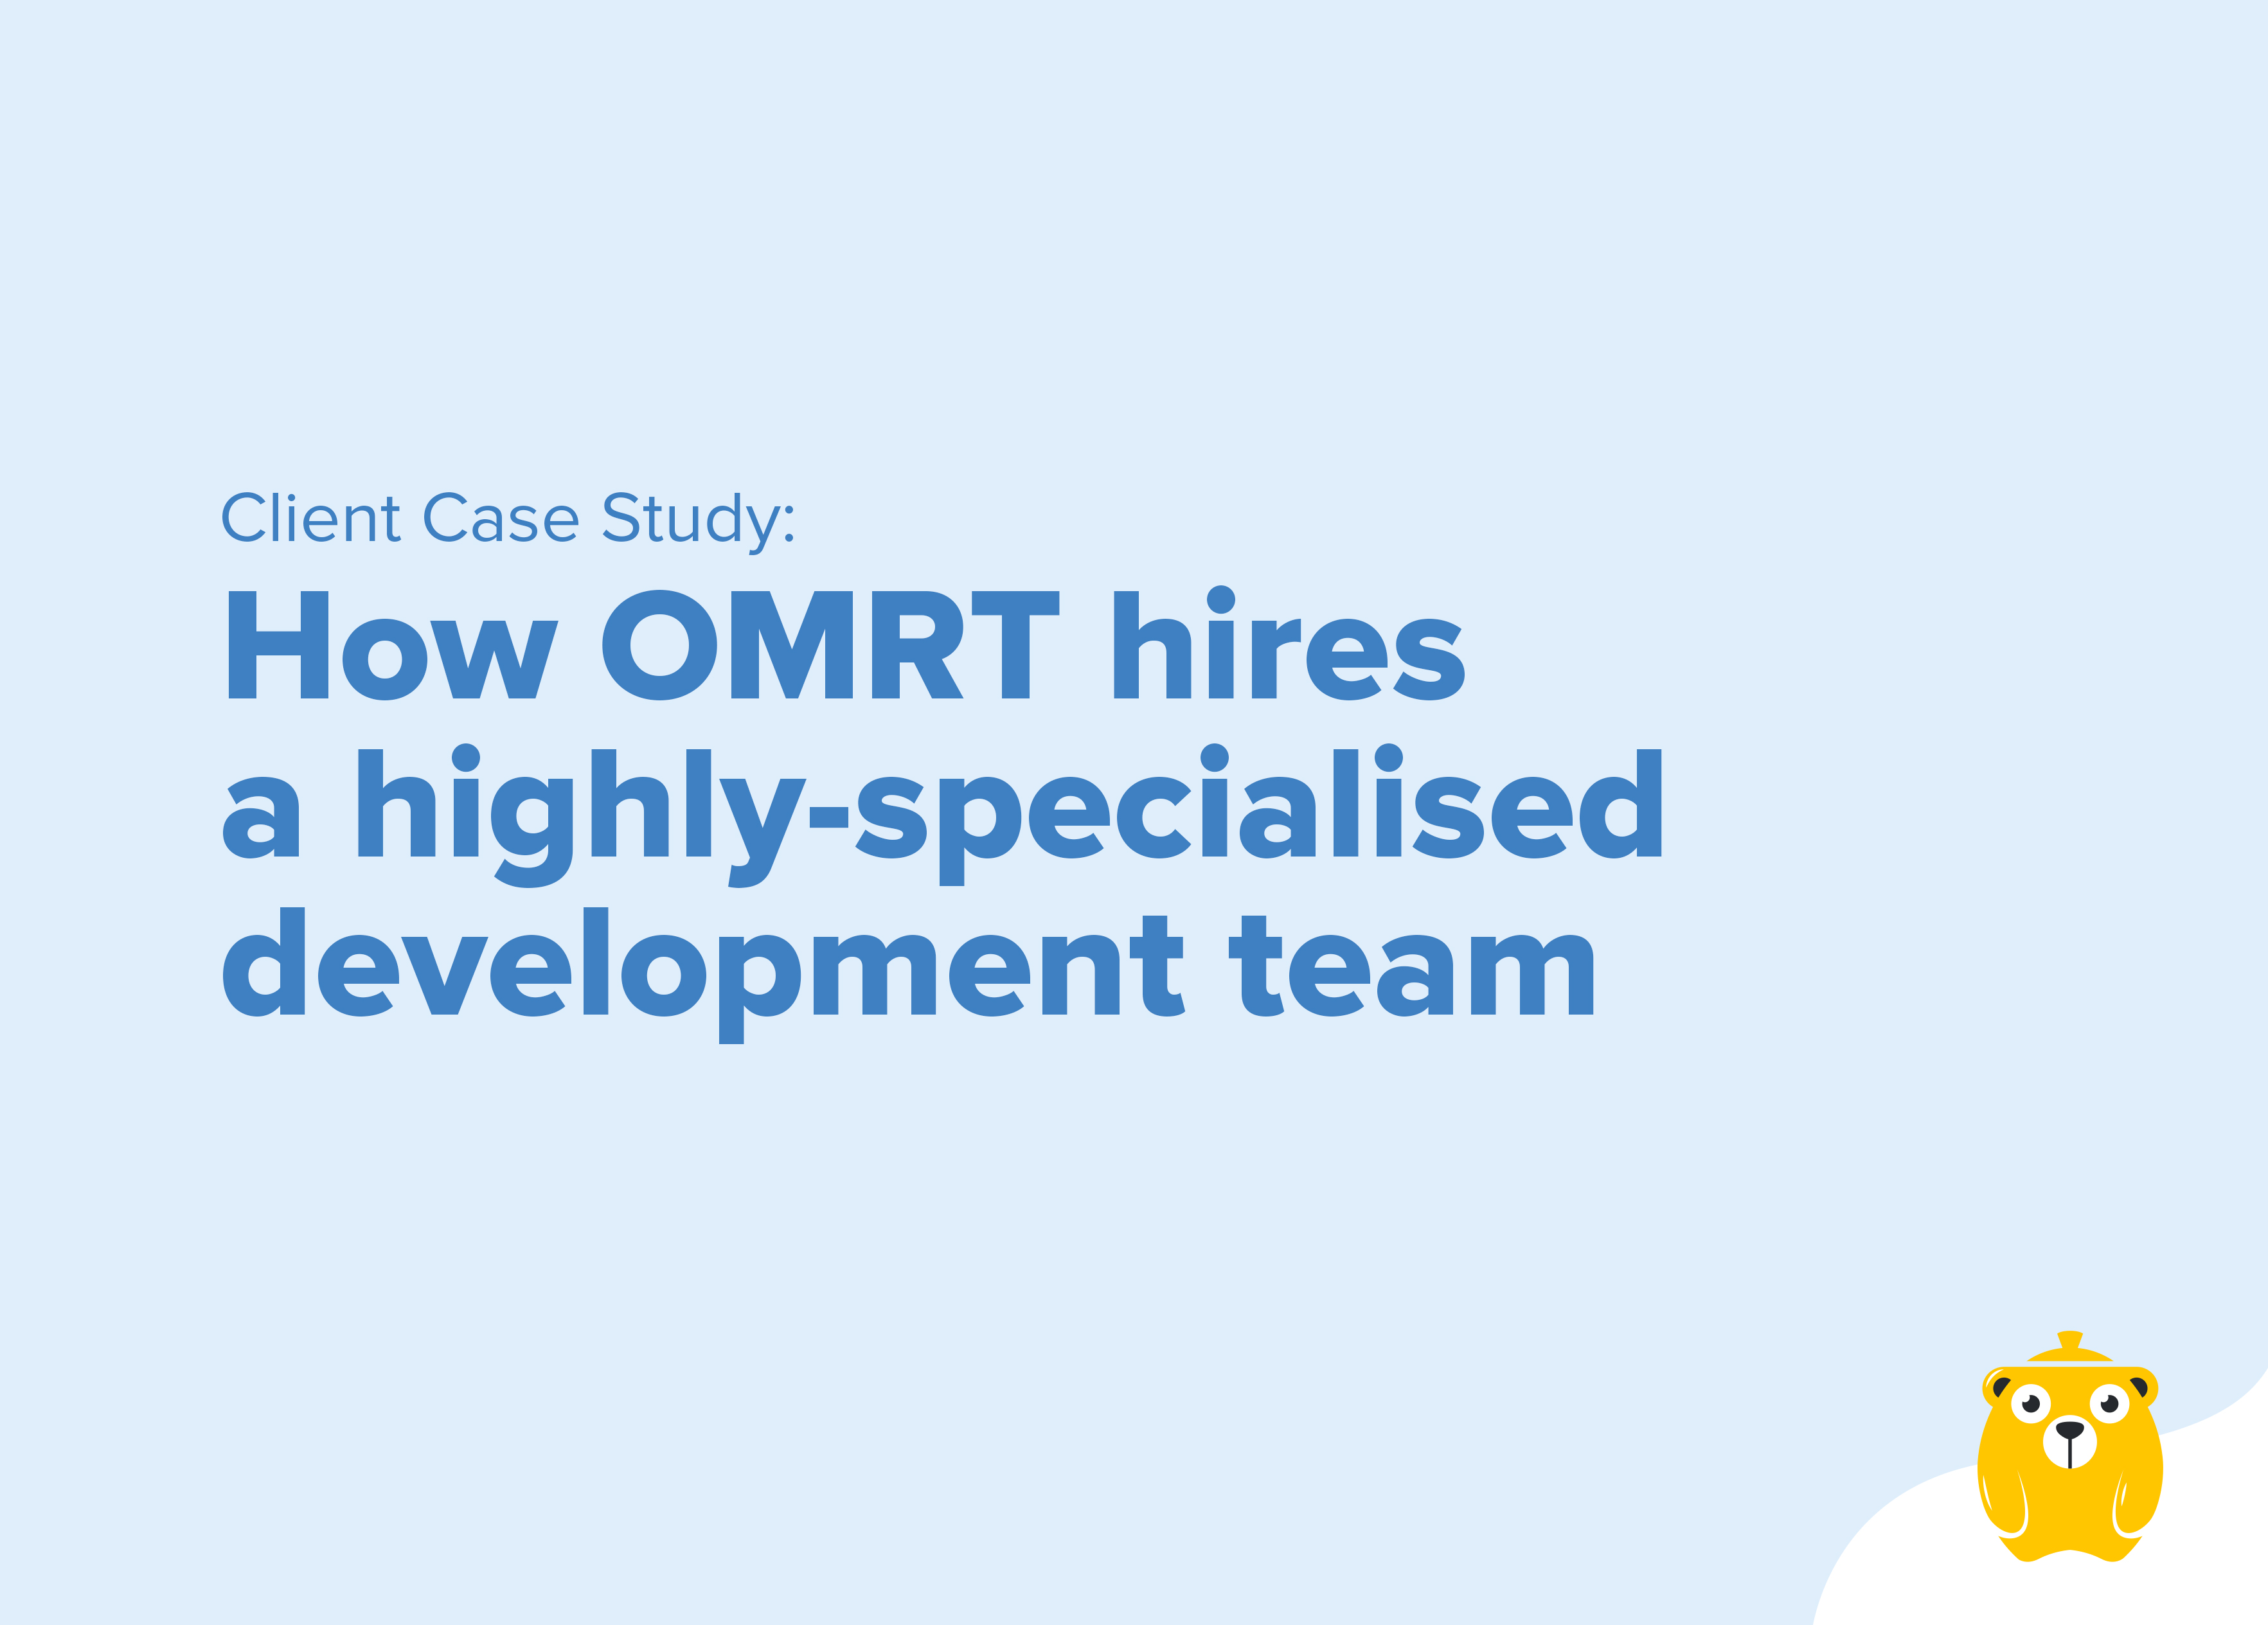 Client Case Study:
How OMRT hires
a highly-specialised
development team